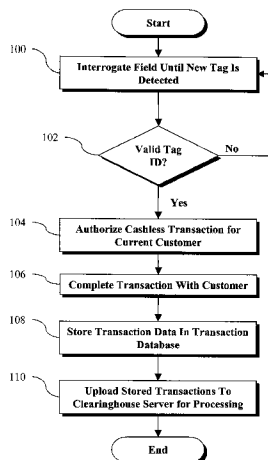 Start
100
Interrogate Field Until New Tag Is
Detected
102
Valid Tag
ID?
No
Yes
104
Authorize Cashless Transaction for
Current Customer
106
Complete Transaction With Customer
108
Store Transaction Data In Transaction
Database
110
Upload Stored Transactions To
Clearinghouse Server for Processing
End